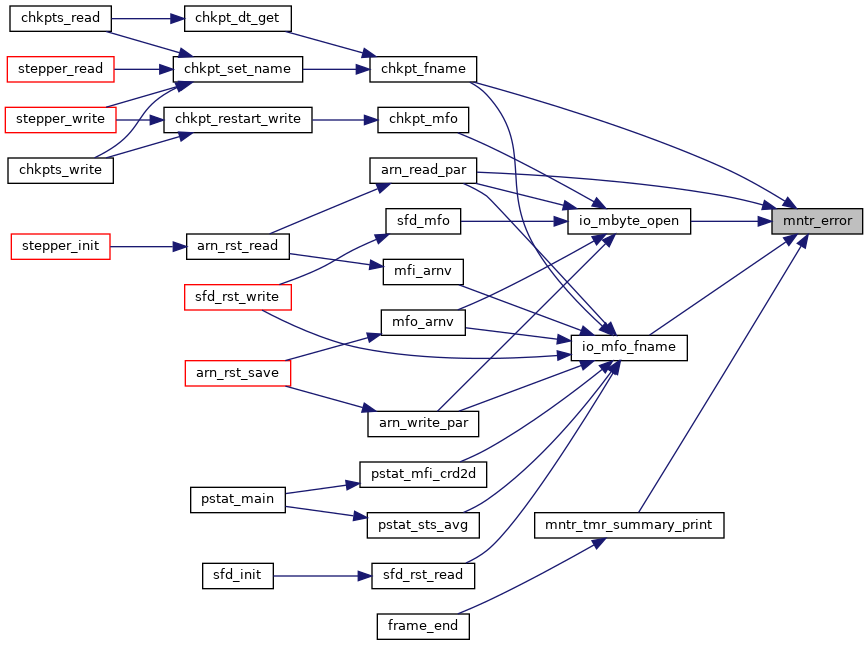 chkpts_read
chkpt_dt_get
stepper_read
chkpt_set_name
chkpt_fname
stepper_write
chkpt_restart_write
chkpt_mfo
chkpts_write
arn_read_par
sfd_mfo
io_mbyte_open
mntr_error
stepper_init
arn_rst_read
mfi_arnv
sfd_rst_write
mfo_arnv
io_mfo_fname
arn_rst_save
arn_write_par
pstat_mfi_crd2d
pstat_main
pstat_sts_avg
mntr_tmr_summary_print
sfd_init
sfd_rst_read
frame_end